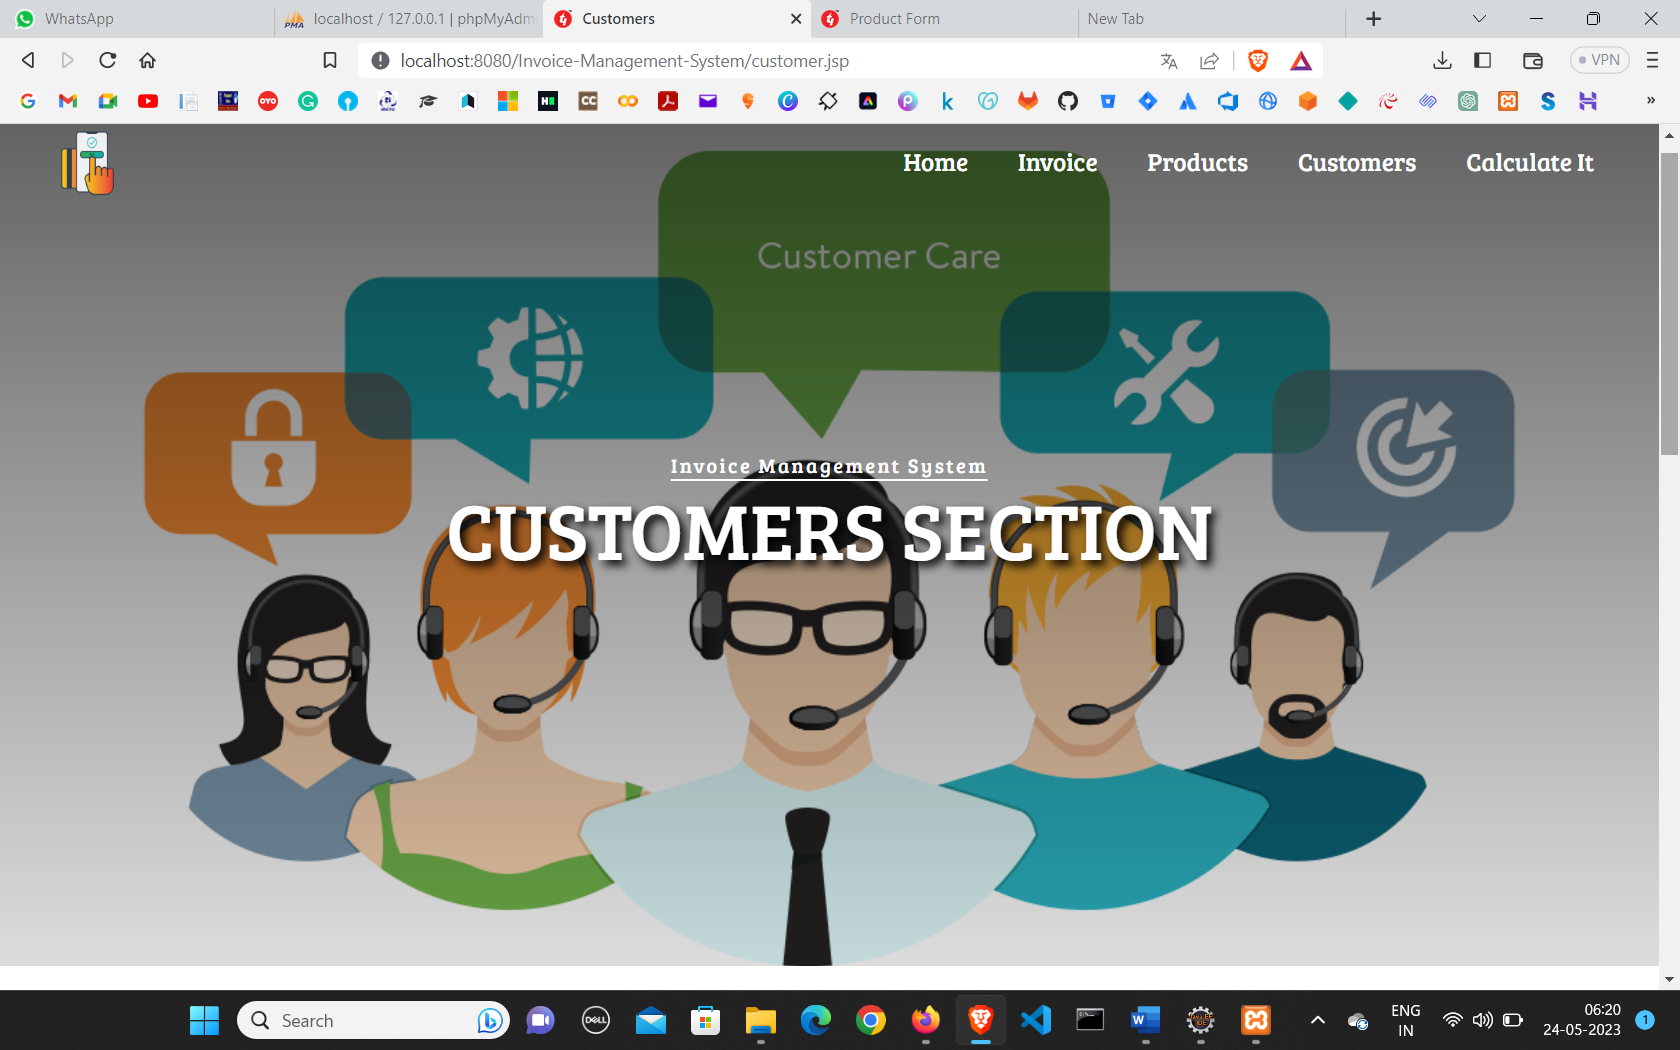 WhatsApp
localhost / 127.0.0.1 | phpMyAdm
Customers
Product Form
New Tab
localhost:8080/Invoice-Management-System/customer.jsp
VPN
Home
Invoice
Products
Customers
Calculate It
Customer Care
Invoice Management System
CUSTOMERS SECTION
Search
ENG
IN
06:20
24-05-2023
1